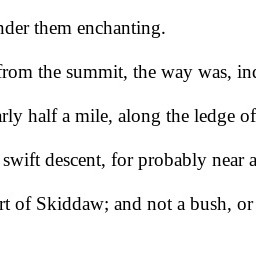 nder them enchanting.
from the summit, the way was, in
rly half a mile, along the ledge of
swift descent, for probably near a
rt of Skiddaw; and not a bush, or